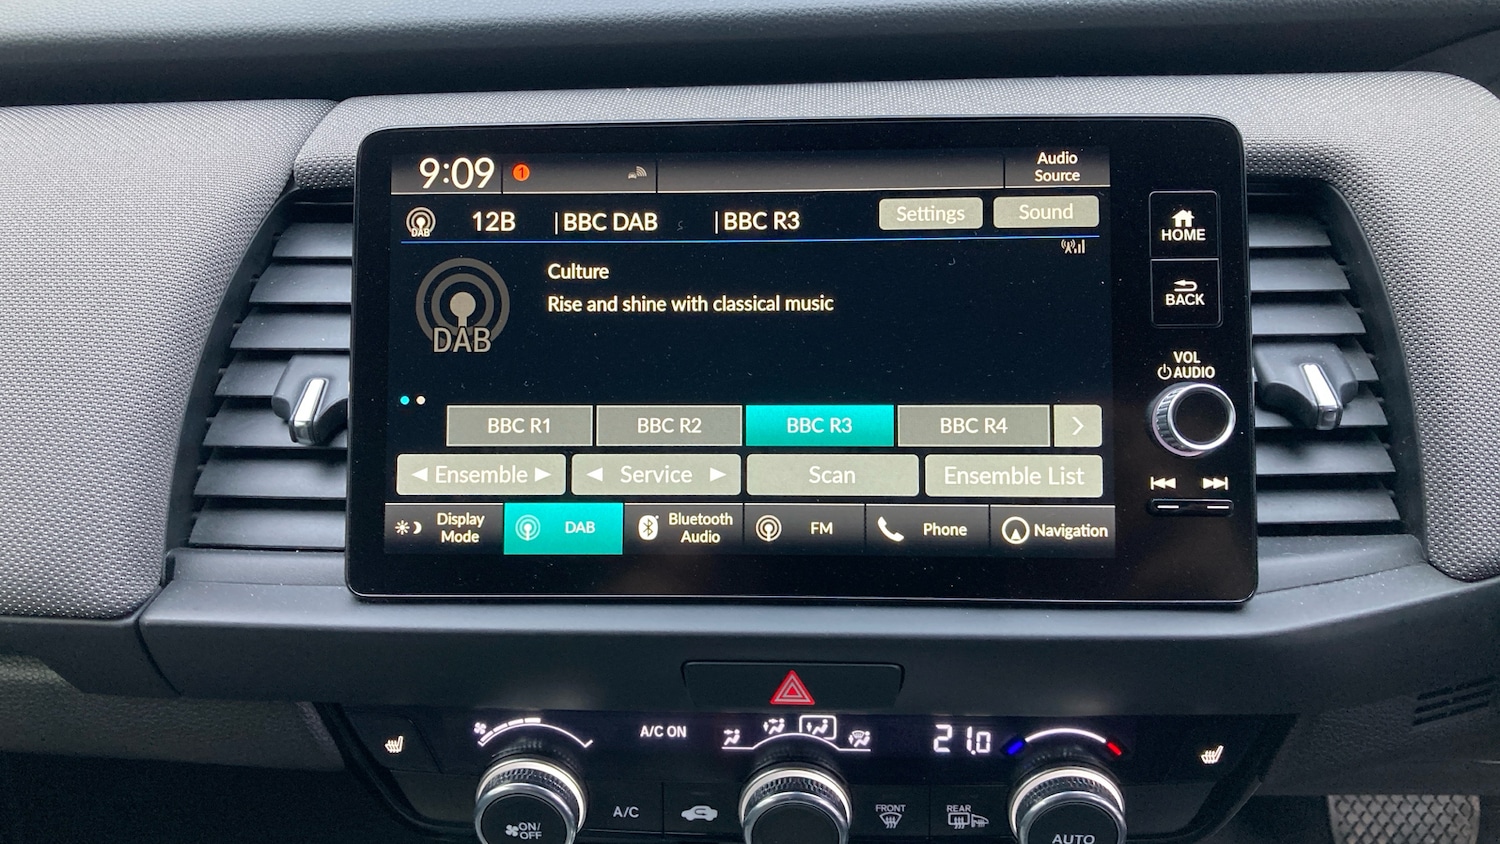 9:09
1
Audio
Source
DAB
12B
|BBC DAB
|BBC R3
Settings
Sound
HOME
BACK
Culture
Rise and shine with classical music
DAB
VOL
AUDIO
BBC R1
BBC R2
BBC R3
BBC R4
Ensemble
Service
Scan
Ensemble List
Display
Mode
DAB
Bluetooth
Audio
FM
Phone
Navigation
A/C ON
21.0
ON/
OFF
A/C
FRONT
REAR
AUTO